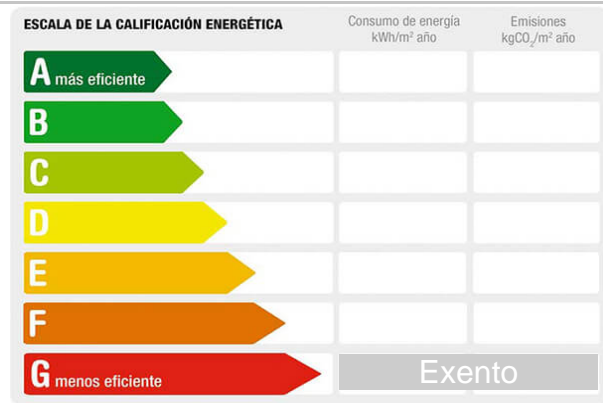 ESCALA DE LA CALIFICACIÓN ENERGÉTICA
Consumo de energía
kWh/m² año
Emisiones
kgCO₂/m² año
A más eficiente
B
C
D
E
F
G menos eficiente
Exento